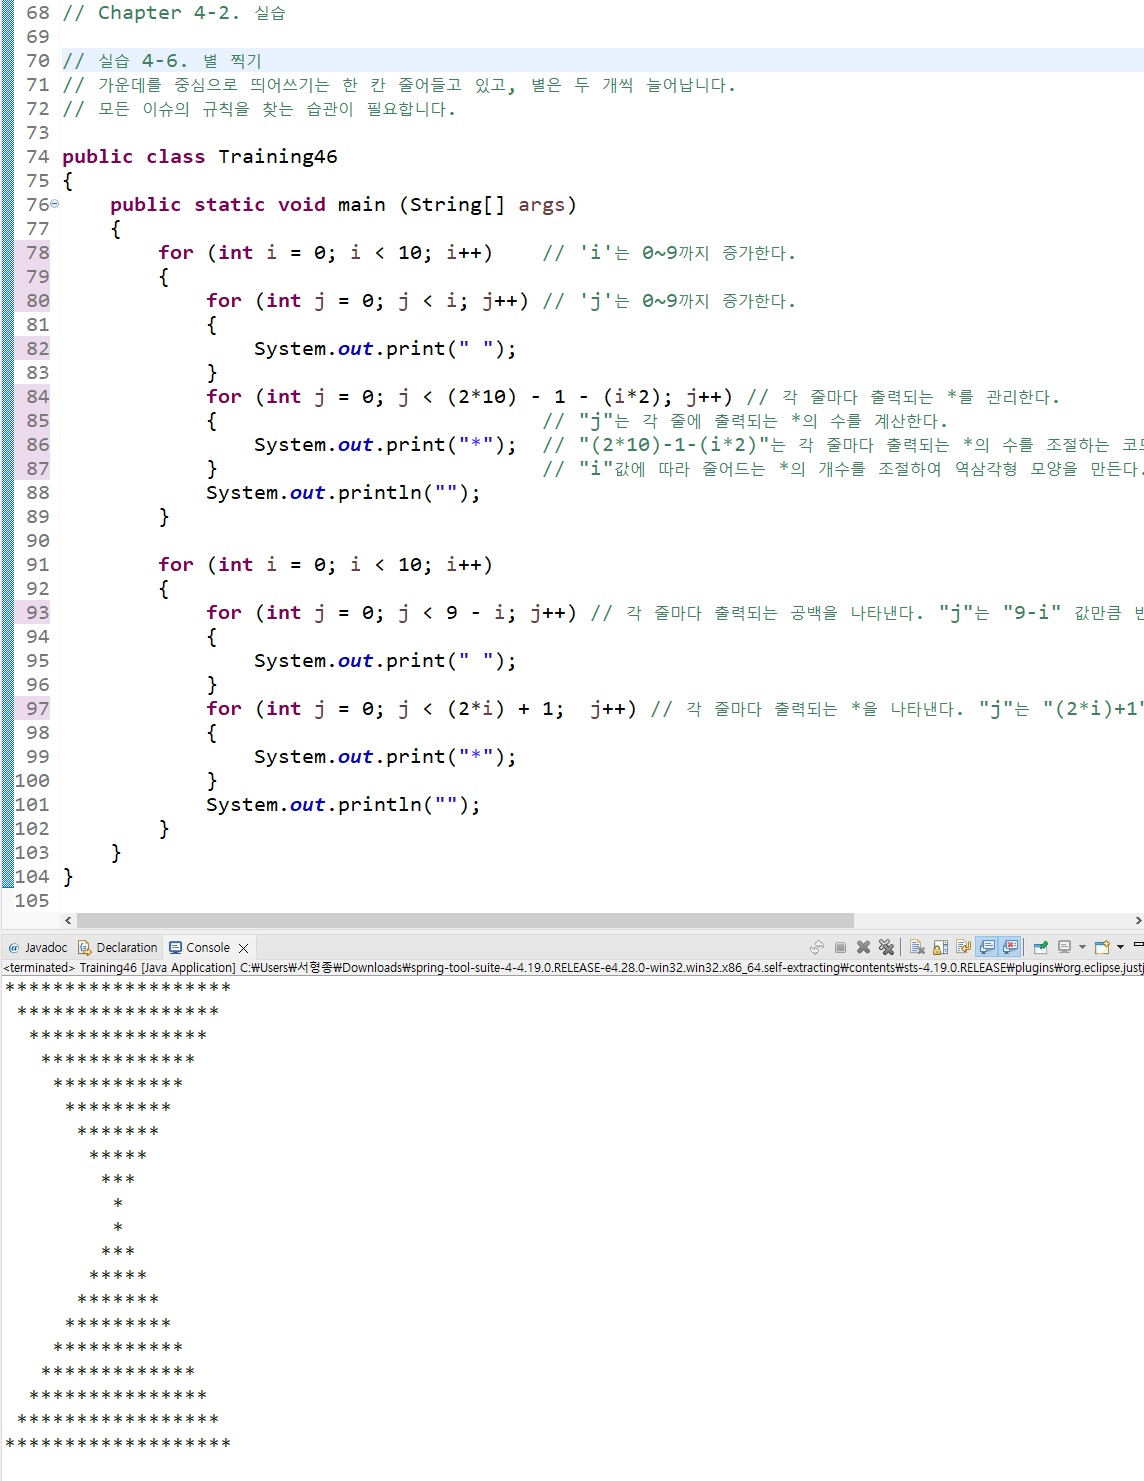 68 // Chapter 4-2. 실습
69
70 // 실습 4-6. 별 찍기
71 // 가운데를 중심으로 띄어쓰기는 한 칸 줄어들고 있고, 별은 두 개씩 늘어납니다.
72 // 모든 이슈의 규칙을 찾는 습관이 필요합니다.
73
74 public class Training46
75 {
76     public static void main (String[] args)
77     {
78         for (int i = 0; i < 10; i++)    // 'i'는 0~9까지 증가한다.
79         {
80             for (int j = 0; j < i; j++) // 'j'는 0~9까지 증가한다.
81             {
82                 System.out.print(" ");
83             }
84             for (int j = 0; j < (2*10) - 1 - (i*2); j++) // 각 줄마다 출력되는 *를 관리한다.
85             {                           // "j"는 각 줄에 출력되는 *의 수를 계산한다.
86                 System.out.print("*");  // "(2*10)-1-(i*2)"는 각 줄마다 출력되는 *의 수를 조절하는
87             }                           // "i"값에 따라 줄어드는 *의 개수를 조절하여 역삼각형 모양을 만든다.
88             System.out.println("");
89         }
90
91         for (int i = 0; i < 10; i++)
92         {
93             for (int j = 0; j < 9 - i; j++) // 각 줄마다 출력되는 공백을 나타낸다. "j"는 "9-i" 값만큼
94             {
95                 System.out.print(" ");
96             }
97             for (int j = 0; j < (2*i) + 1;  j++) // 각 줄마다 출력되는 *을 나타낸다. "j"는 "(2*i)+1"
98             {
99                 System.out.print("*");
100             }
101             System.out.println("");
102         }
103     }
104 }
105
@ Javadoc Declaration Console
<terminated> Training46 [Java Application] C:₩Users₩서형종₩Downloads₩spring-tool-suite-4-4.19.0.RELEASE-e4.28.0-win32.win32.x86_64.self-extracting₩contents₩sts-4.19.0.RELEASE₩plugins₩org.eclipse.justj
*******************
 *****************
  ***************
   *************
    ***********
     *********
      *******
       *****
        ***
         *
         *
        ***
       *****
      *******
     *********
    ***********
   *************
  ***************
 *****************
*******************